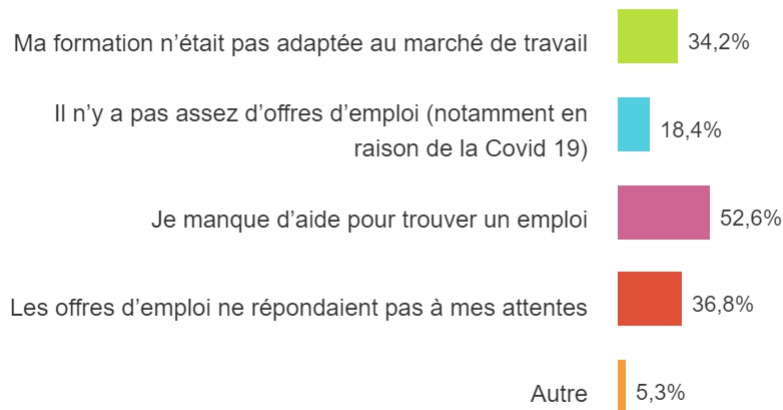 Ma formation n'était pas adaptée au marché de travail 34,2%
Il n'y a pas assez d'offres d'emploi (notamment en
raison de la Covid 19) 18,4%
Je manque d'aide pour trouver un emploi 52,6%
Les offres d'emploi ne répondaient pas à mes attentes 36,8%
Autre 5,3%